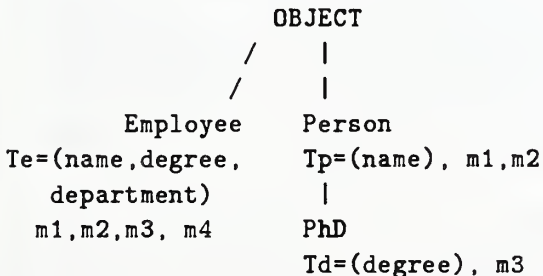 OBJECT
Employee Person
Te=(name,degree, Tp=(name), m1,m2
department)
m1,m2,m3, m4 PhD
Td=(degree), m3